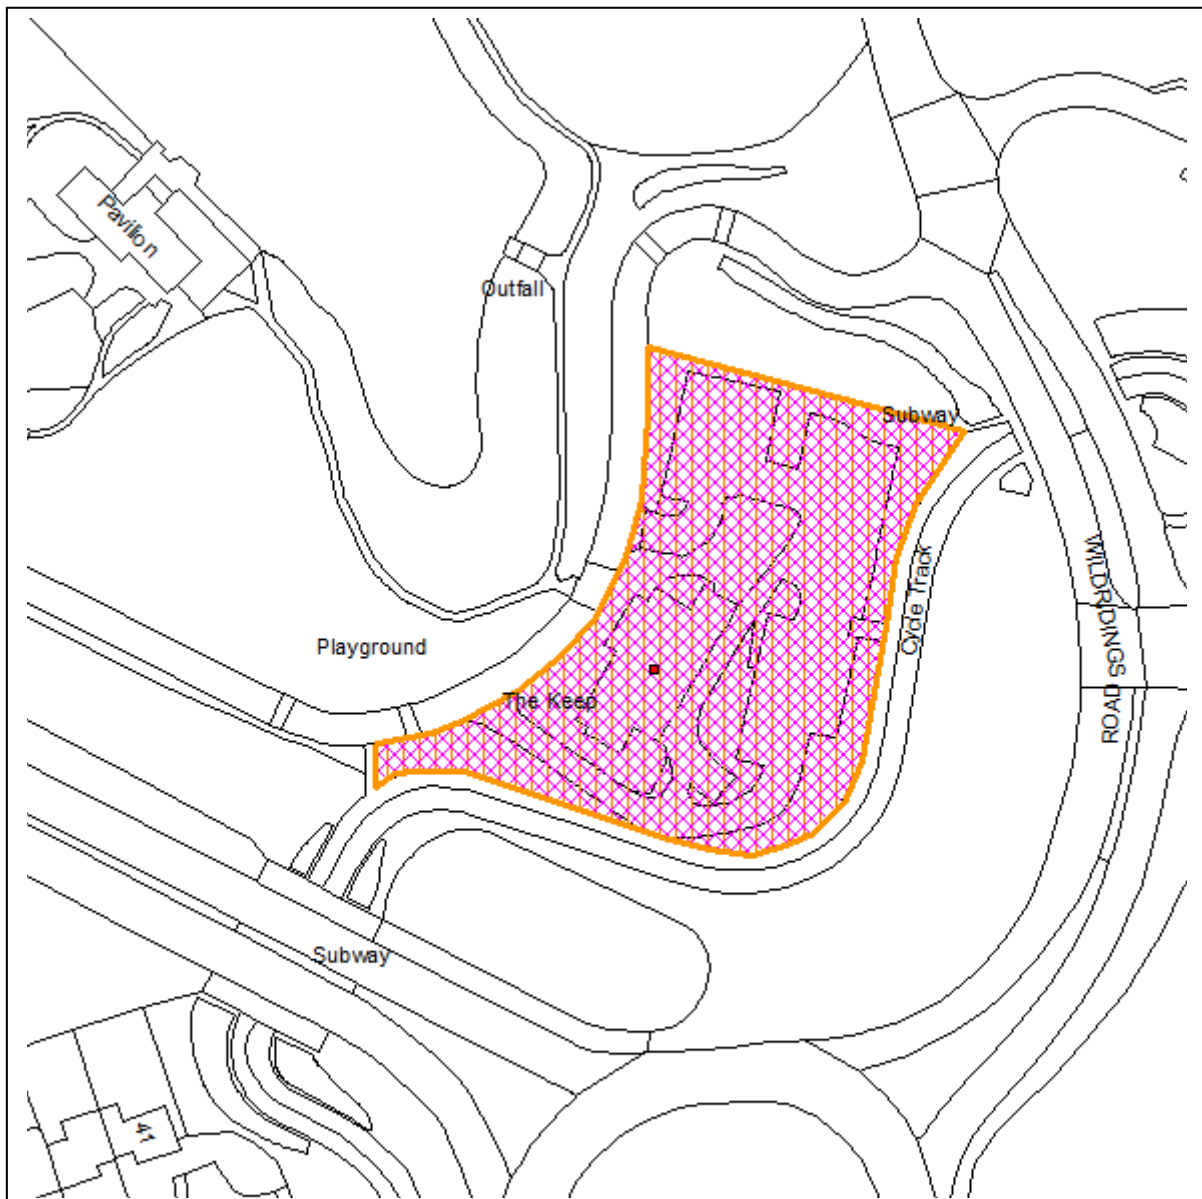 Pavilion
Outfall
Subway
Cycle Track
WILDRIDINGS ROAD
Playground
The Keep
Subway
41